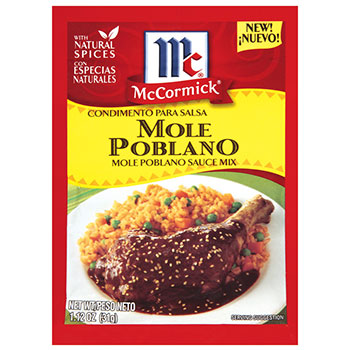 WITH
NATURAL
SPICES
CON
ESPECIAS
NATURALES
NEW!
¡NUEVO!
Mc
®
McCormick®
CONDIMENTO PARA SALSA
MOLE
POBLANO
MOLE POBLANO SAUCE MIX
NET WT/PESO NETO
1.12 OZ (31g)
SERVING SUGGESTION